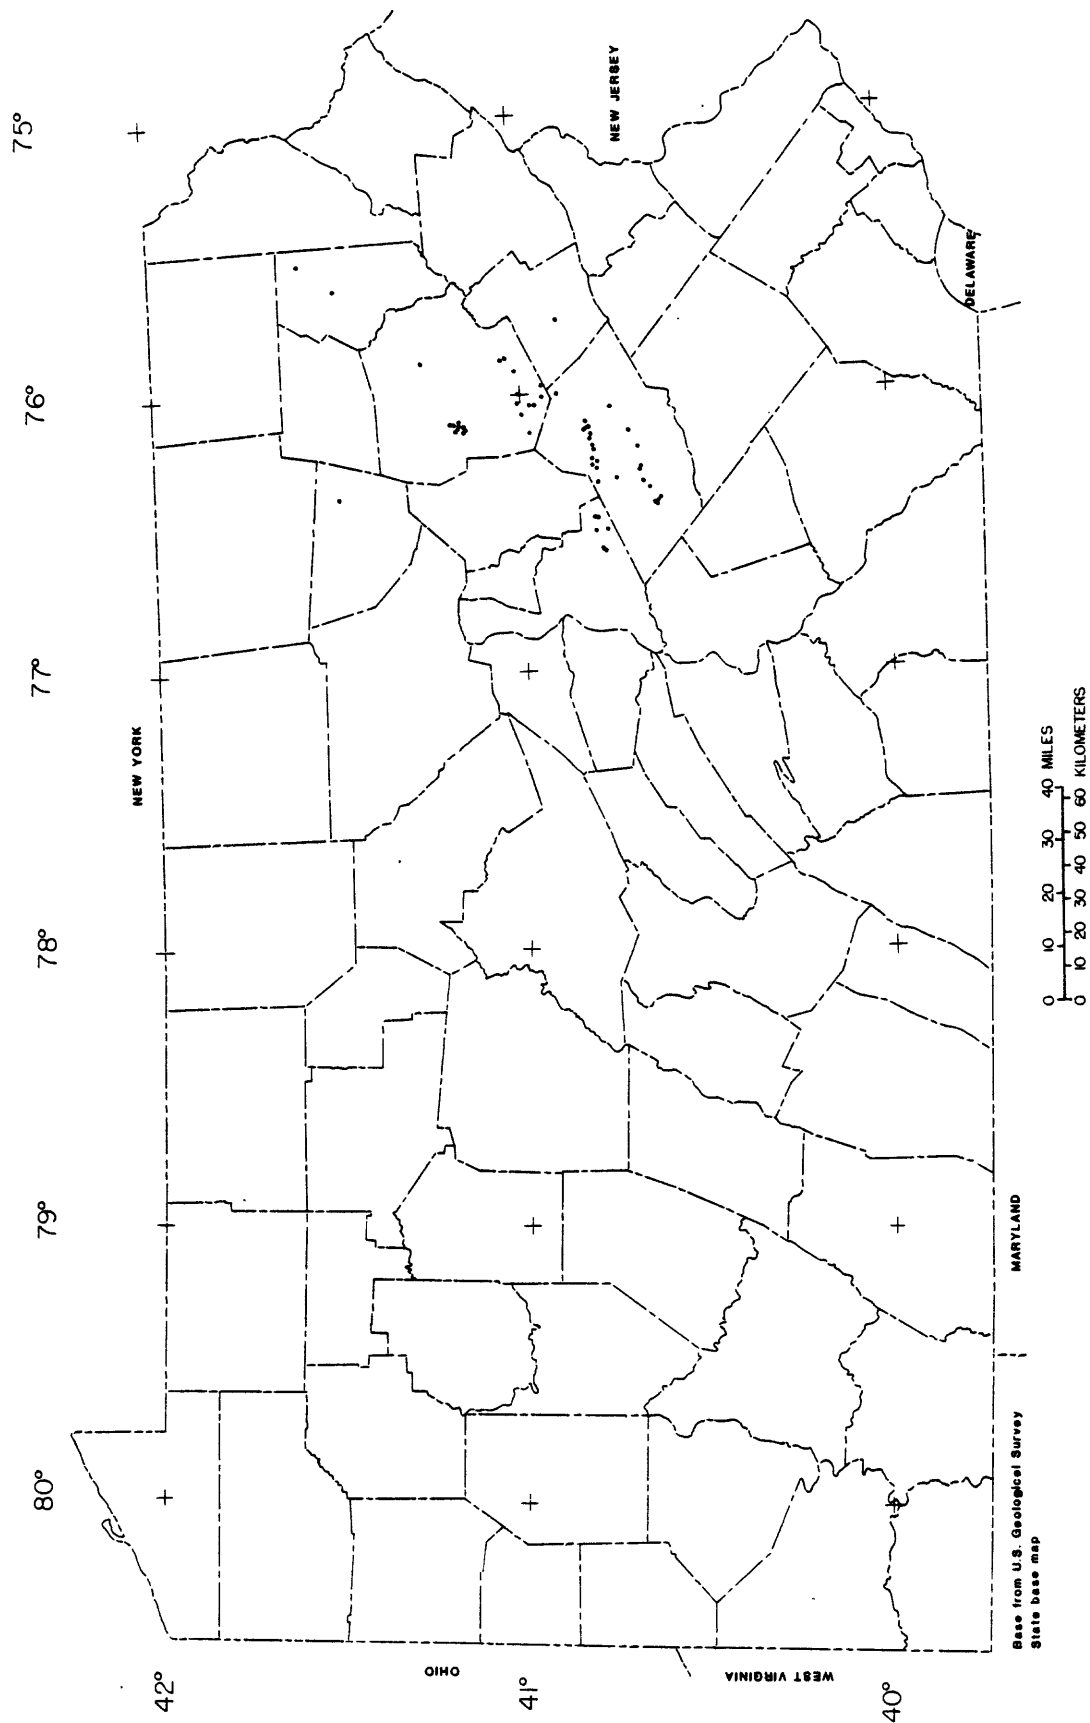 42°
41°
40°
80°
79°
78°
77°
76°
75°
NEW YORK
OHIO
WEST VIRGINIA
MARYLAND
DELAWARE
NEW JERSEY
Base from U.S. Geological Survey
State base map
0 10 20 30 40 MILES
0 10 20 30 40 50 60 KILOMETERS